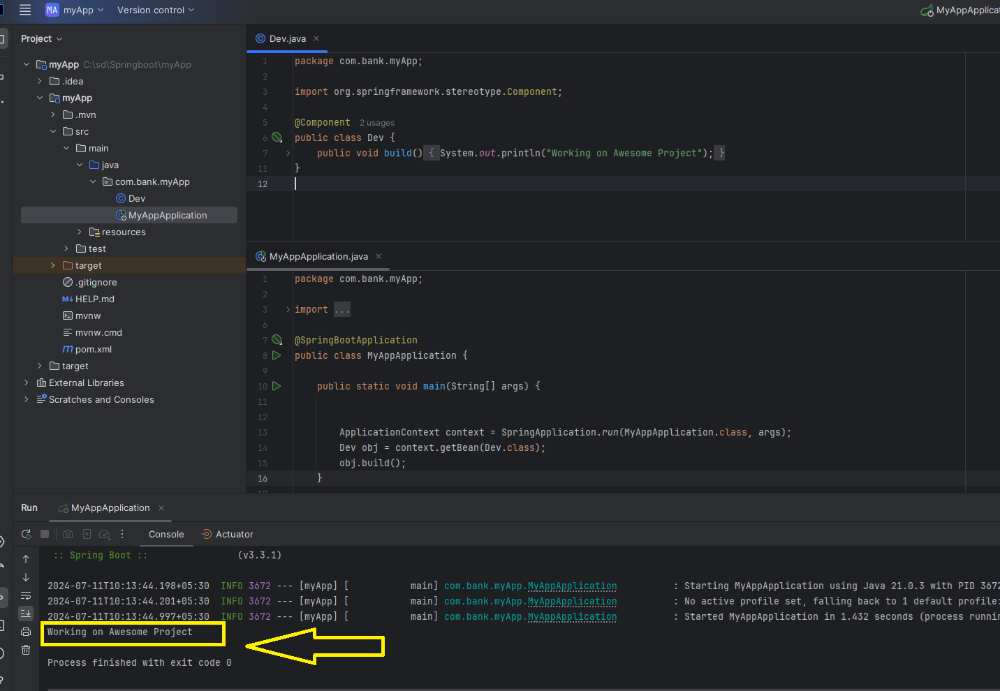 MA myApp Version control MyAppApplicat
Project
Dev.java
myApp C:\sd\Springboot\myApp
.idea
myApp
.mvn
src
main
java
com.bank.myApp
Dev
MyAppApplication
resources
test
target
.gitignore
M↓ HELP.md
mvnw
mvnw.cmd
m pom.xml
target
External Libraries
Scratches and Consoles
1 package com.bank.myApp;
2
3 import org.springframework.stereotype.Component;
4
5 @Component 2 usages
6 public class Dev {
7 public void build() { System.out.println("Working on Awesome Project"); }
11 }
12
MyAppApplication.java
1 package com.bank.myApp;
2
3 import ...
6
7 @SpringBootApplication
8 public class MyAppApplication {
9
10 public static void main(String[] args) {
11
12
13 ApplicationContext context = SpringApplication.run(MyAppApplication.class, args);
14 Dev obj = context.getBean(Dev.class);
15 obj.build();
16 }
Run MyAppApplication
Console Actuator
:: Spring Boot :: (v3.3.1)
2024-07-11T10:13:44.198+05:30 INFO 3672 --- [myApp] [ main] com.bank.myApp.MyAppApplication : Starting MyAppApplication using Java 21.0.3 with PID 3672
2024-07-11T10:13:44.201+05:30 INFO 3672 --- [myApp] [ main] com.bank.myApp.MyAppApplication : No active profile set, falling back to 1 default profile:
2024-07-11T10:13:44.997+05:30 INFO 3672 --- [myApp] [ main] com.bank.myApp.MyAppApplication : Started MyAppApplication in 1.432 seconds (process runnin
Working on Awesome Project
Process finished with exit code 0